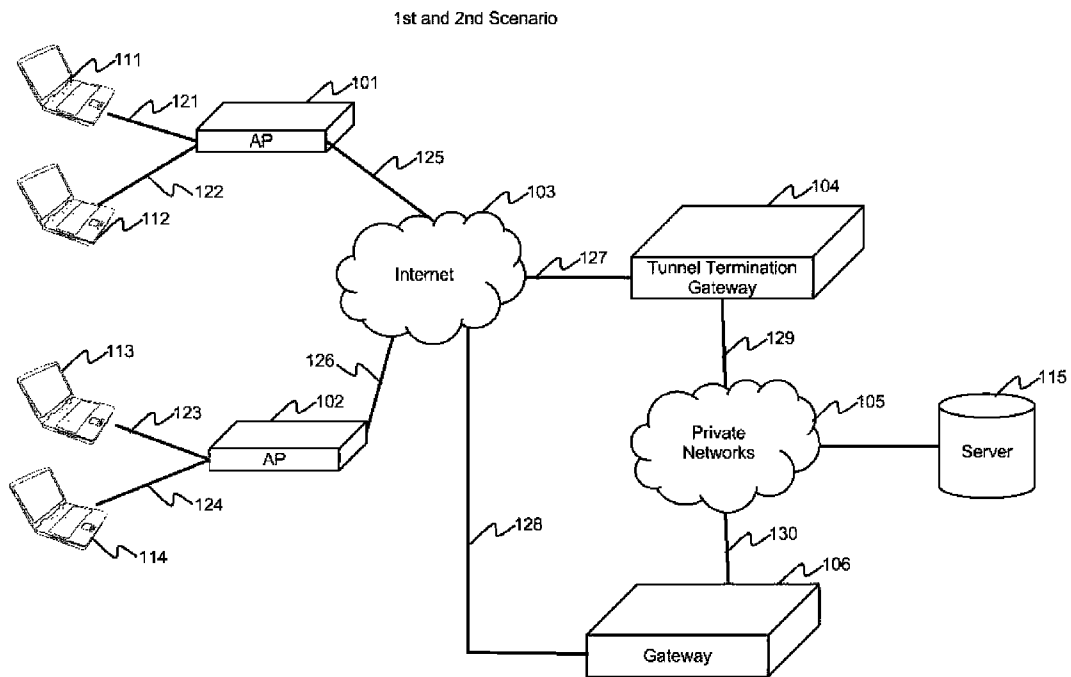 1st and 2nd Scenario
111
101
121
AP
125
122
103
104
112
Internet
127
Tunnel Termination
Gateway
113
126
129
102
115
123
105
Private
Networks
AP
Server
124
128
114
130
106
Gateway